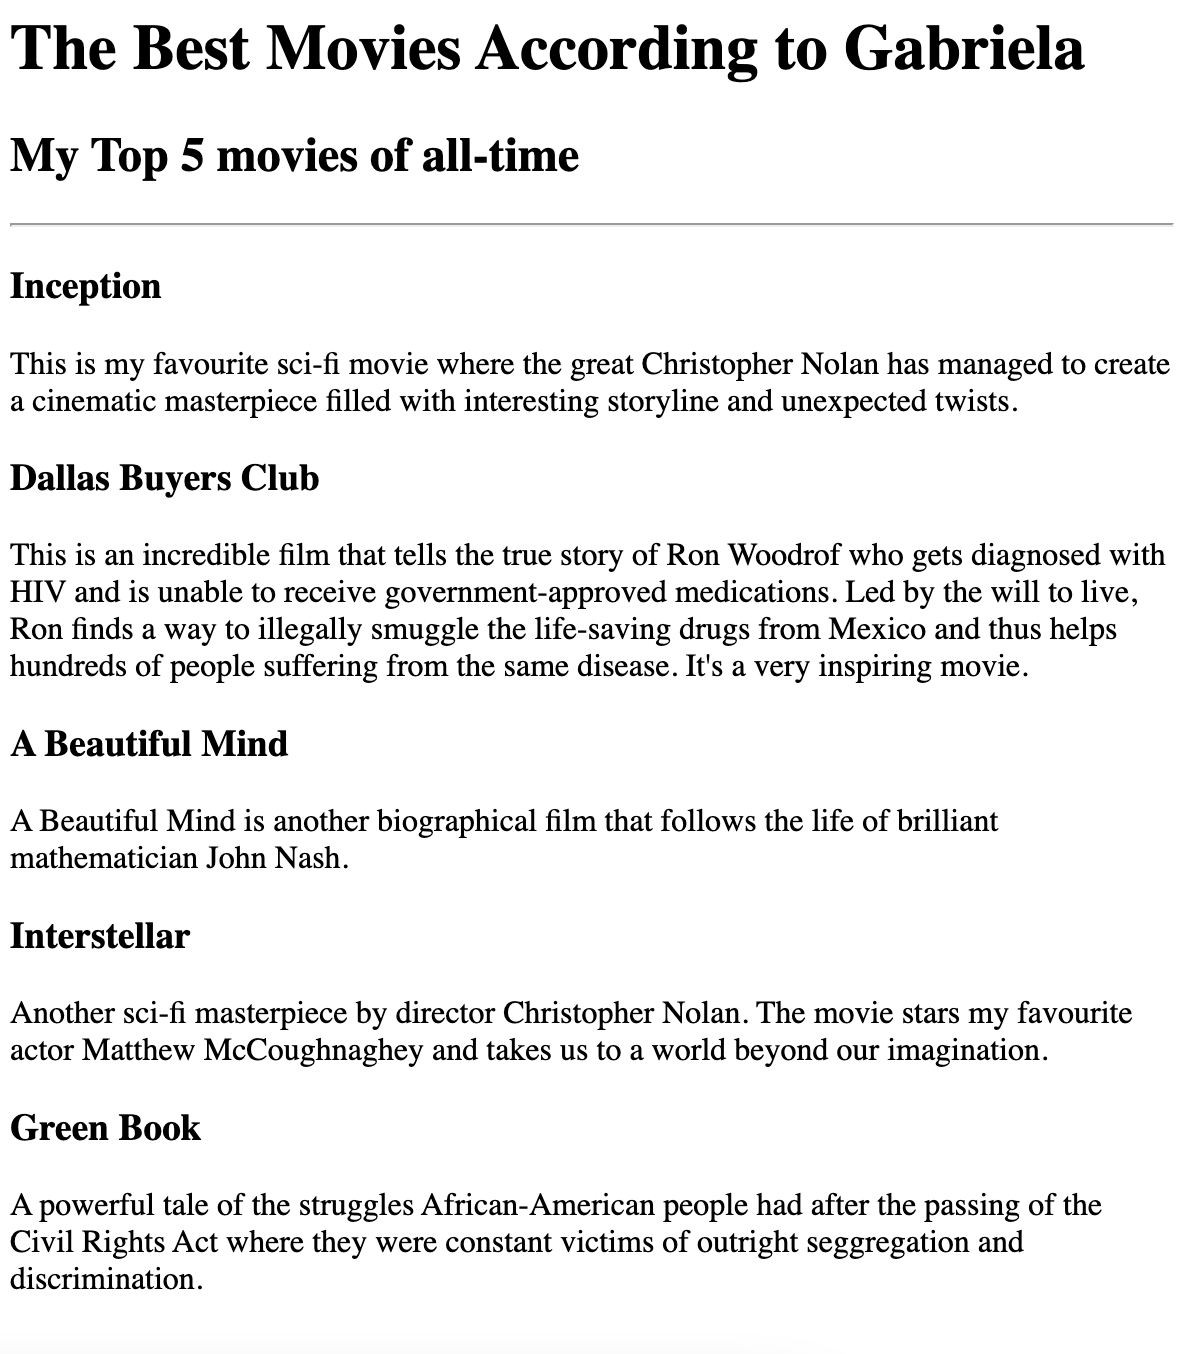 The Best Movies According to Gabriela
My Top 5 movies of all-time
Inception
This is my favourite sci-fi movie where the great Christopher Nolan has managed to create
a cinematic masterpiece filled with interesting storyline and unexpected twists.
Dallas Buyers Club
This is an incredible film that tells the true story of Ron Woodrof who gets diagnosed with
HIV and is unable to receive government-approved medications. Led by the will to live,
Ron finds a way to illegally smuggle the life-saving drugs from Mexico and thus helps
hundreds of people suffering from the same disease. It's a very inspiring movie.
A Beautiful Mind
A Beautiful Mind is another biographical film that follows the life of brilliant
mathematician John Nash.
Interstellar
Another sci-fi masterpiece by director Christopher Nolan. The movie stars my favourite
actor Matthew McCoughnaghey and takes us to a world beyond our imagination.
Green Book
A powerful tale of the struggles African-American people had after the passing of the
Civil Rights Act where they were constant victims of outright seggregation and
discrimination.